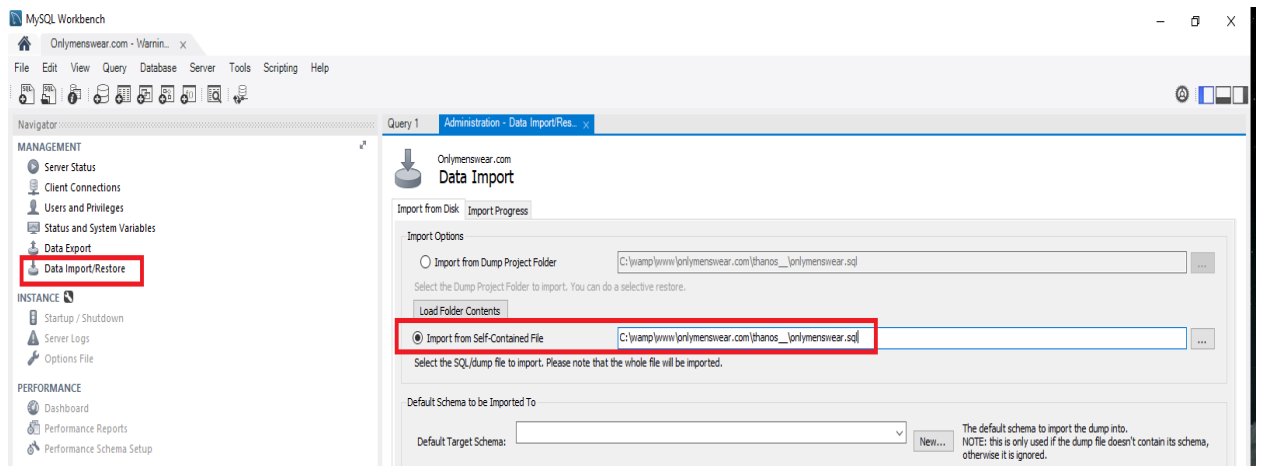 MySQL Workbench
Onlymenswear.com - Warnin... x
File Edit View Query Database Server Tools Scripting Help
Navigator
Query 1 Administration - Data Import/Res... x
MANAGEMENT
Server Status
Client Connections
Users and Privileges
Status and System Variables
Data Export
Data Import/Restore
INSTANCE
Startup / Shutdown
Server Logs
Options File
PERFORMANCE
Dashboard
Performance Reports
Performance Schema Setup
Onlymenswear.com
Data Import
Import from Disk Import Progress
Import Options
Import from Dump Project Folder C:\wamp\www\onlymenswear.com\thanos__\onlymenswear.sql ...
Select the Dump Project Folder to import. You can do a selective restore.
Load Folder Contents
Import from Self-Contained File C:\wamp\www\onlymenswear.com\thanos__\onlymenswear.sql ...
Select the SQL/dump file to import. Please note that the whole file will be imported.
Default Schema to be Imported To
Default Target Schema: New...
The default schema to import the dump into.
NOTE: this is only used if the dump file doesn't contain its schema,
otherwise it is ignored.